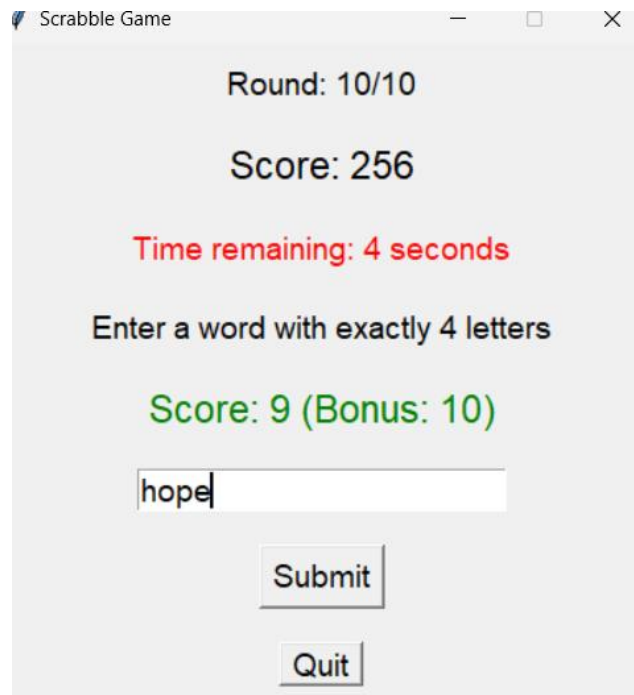 Scrabble Game
Round: 10/10
Score: 256
Time remaining: 4 seconds
Enter a word with exactly 4 letters
Score: 9 (Bonus: 10)
hope
Submit
Quit